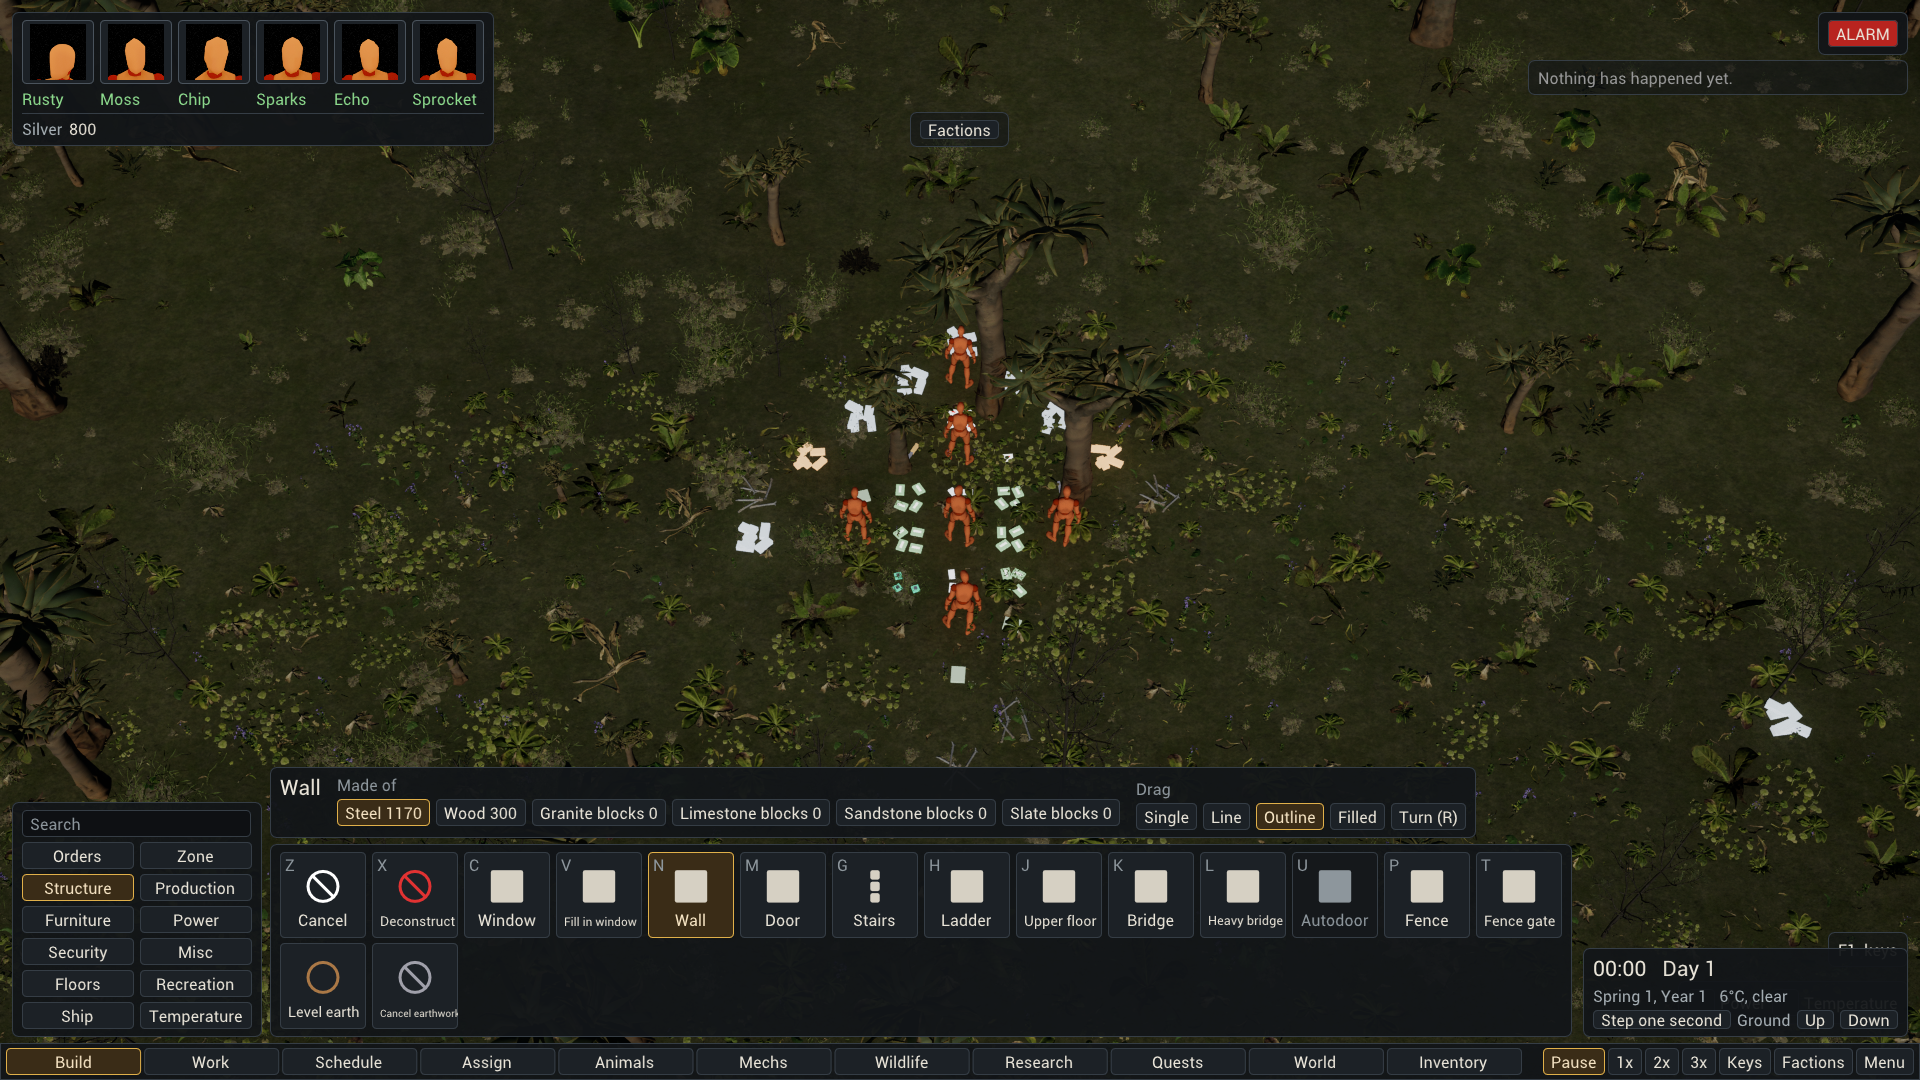 ALARM
Nothing has happened yet.
Rusty Moss Chip Sparks Echo Sprocket
Silver 800
Factions
Wall Made of
Steel 1170 Wood 300 Granite blocks 0 Limestone blocks 0 Sandstone blocks 0 Slate blocks 0
Drag
Single Line Outline Filled Turn (R)
Search
Orders Zone
Structure Production
Furniture Power
Security Misc
Floors Recreation
Ship Temperature
Z Cancel
X Deconstruct
C Window
V Fill in window
N Wall
M Door
G Stairs
H Ladder
J Upper floor
K Bridge
L Heavy bridge
U Autodoor
P Fence
T Fence gate
Level earth
Cancel earthwork
F1 keys
00:00 Day 1
Spring 1, Year 1 6°C, clear
Temperature
Step one second Ground Up Down
Build Work Schedule Assign Animals Mechs Wildlife Research Quests World Inventory Pause 1x 2x 3x Keys Factions Menu